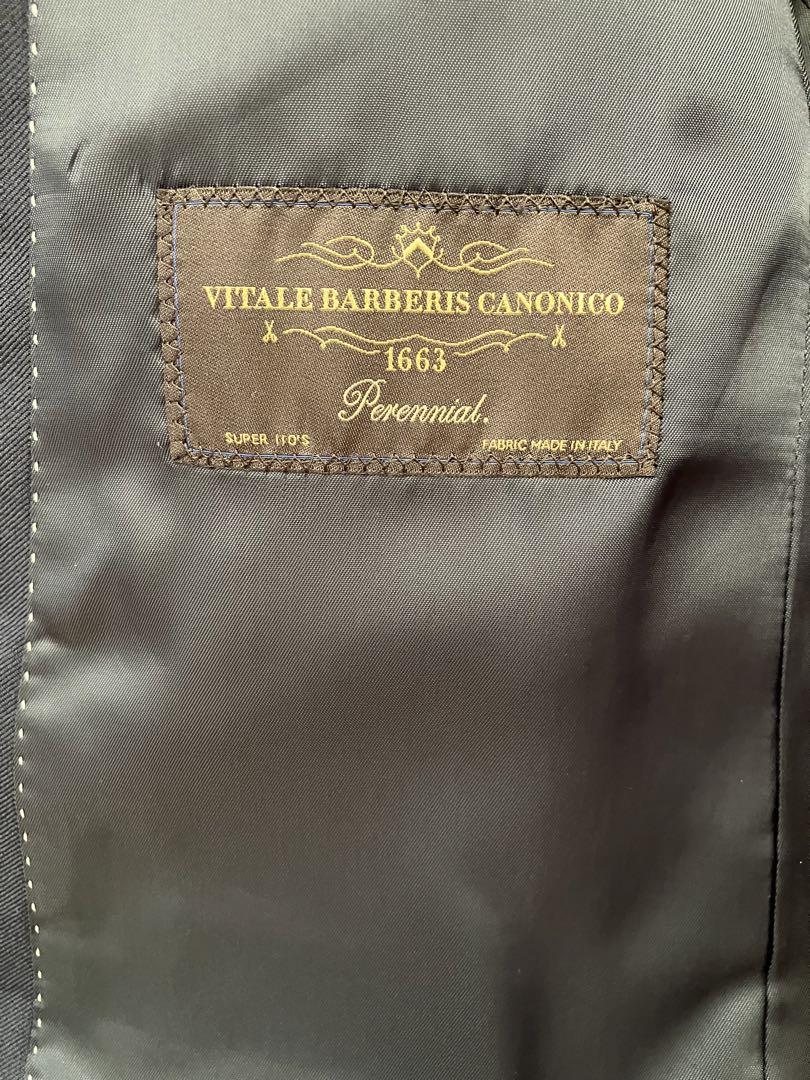 VITALE BARBERIS CANONICO
1663
Perennial.
SUPER 110'S FABRIC MADE IN ITALY